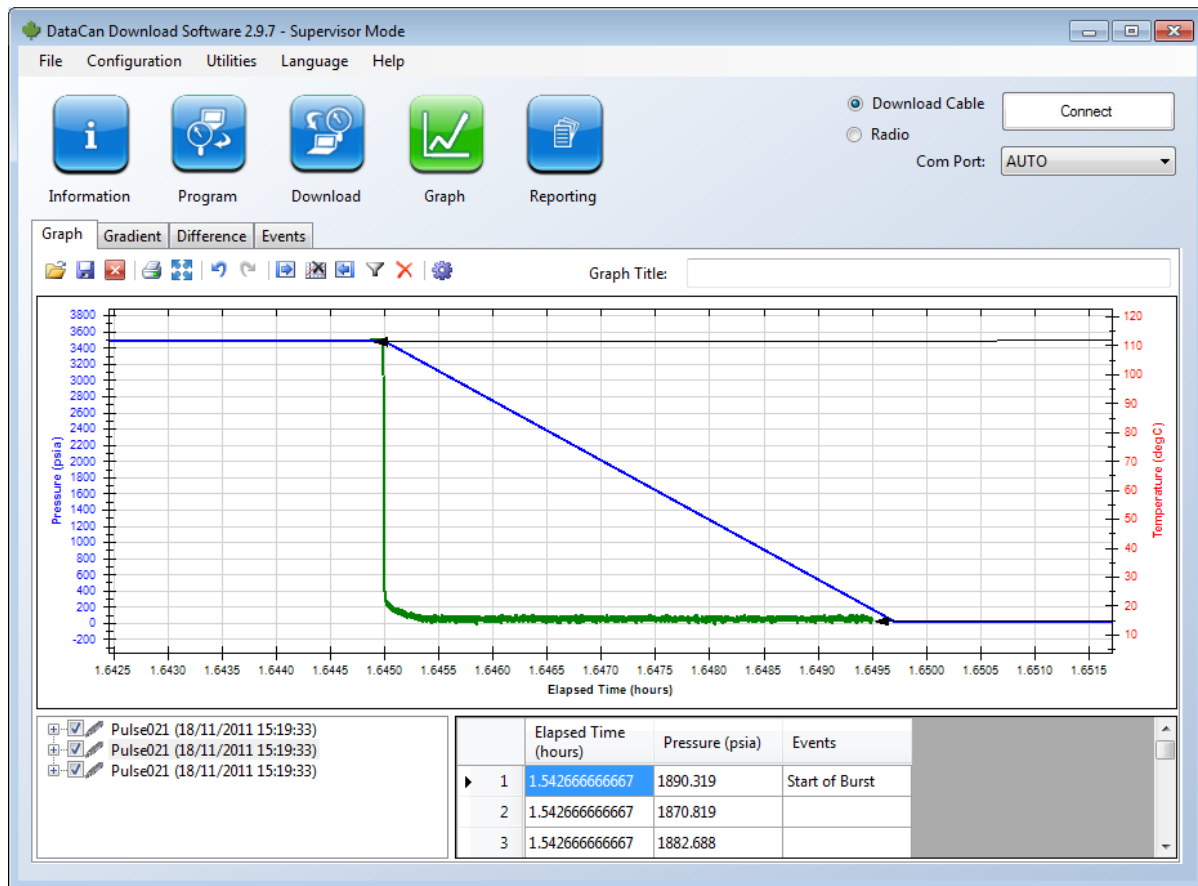 DataCan Download Software 2.9.7 - Supervisor Mode
File Configuration Utilities Language Help
Download Cable
Connect
Radio
Com Port: AUTO
Information Program Download Graph Reporting
Graph Gradient Difference Events
Graph Title:
3800
3600
3400
3200
3000
2800
2600
2400
2200
2000
1800
1600
1400
1200
1000
800
600
400
200
0
-200
Pressure (psia)
120
110
100
90
80
70
60
50
40
30
20
10
Temperature (degC)
1.6425 1.6430 1.6435 1.6440 1.6445 1.6450 1.6455 1.6460 1.6465 1.6470 1.6475 1.6480 1.6485 1.6490 1.6495 1.6500 1.6505 1.6510 1.6515
Elapsed Time (hours)
Pulse021 (18/11/2011 15:19:33)
Pulse021 (18/11/2011 15:19:33)
Pulse021 (18/11/2011 15:19:33)
Elapsed Time
(hours) Pressure (psia) Events
1 1.542666666667 1890.319 Start of Burst
2 1.542666666667 1870.819
3 1.542666666667 1882.688